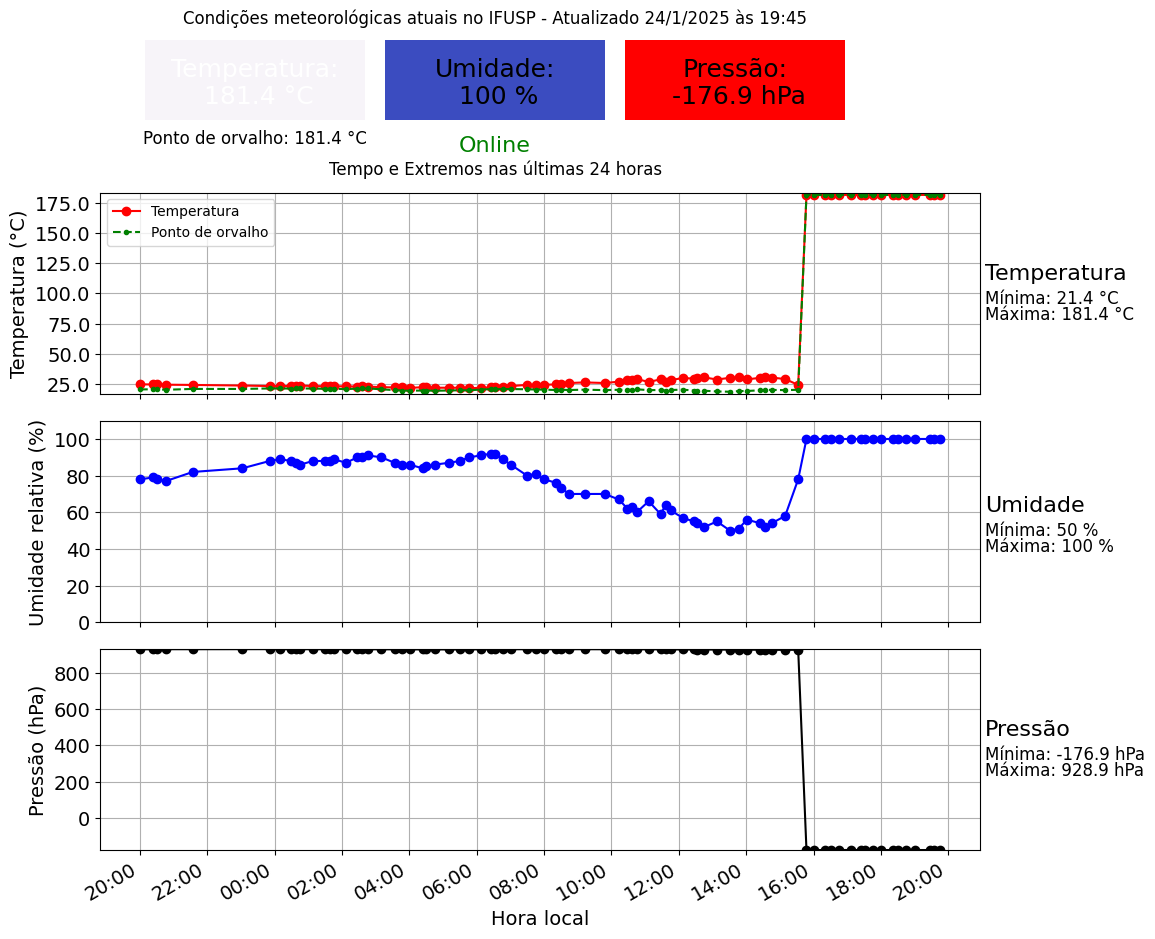 Condições meteorológicas atuais no IFUSP - Atualizado 24/1/2025 às 19:45
Temperatura:
181.4 °C
Umidade:
100 %
Pressão:
-176.9 hPa
Ponto de orvalho: 181.4 °C
Online
Tempo e Extremos nas últimas 24 horas
Temperatura (°C)
175.0
150.0
125.0
100.0
75.0
50.0
25.0
Temperatura
Ponto de orvalho
Temperatura
Mínima: 21.4 °C
Máxima: 181.4 °C
Umidade relativa (%)
100
80
60
40
20
0
Umidade
Mínima: 50 %
Máxima: 100 %
Pressão (hPa)
800
600
400
200
0
Pressão
Mínima: -176.9 hPa
Máxima: 928.9 hPa
20:00 22:00 00:00 02:00 04:00 06:00 08:00 10:00 12:00 14:00 16:00 18:00 20:00
Hora local